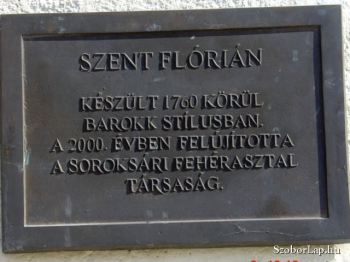 SZENT FLÓRIÁN
KÉSZÜLT 1760 KÖRÜL
BAROKK STÍLUSBAN.
A 2000. ÉVBEN FELÚJÍTOTTA
A SOROKSÁRI FEHÉRASZTAL
TÁRSASÁG.
SzoborLap.hu